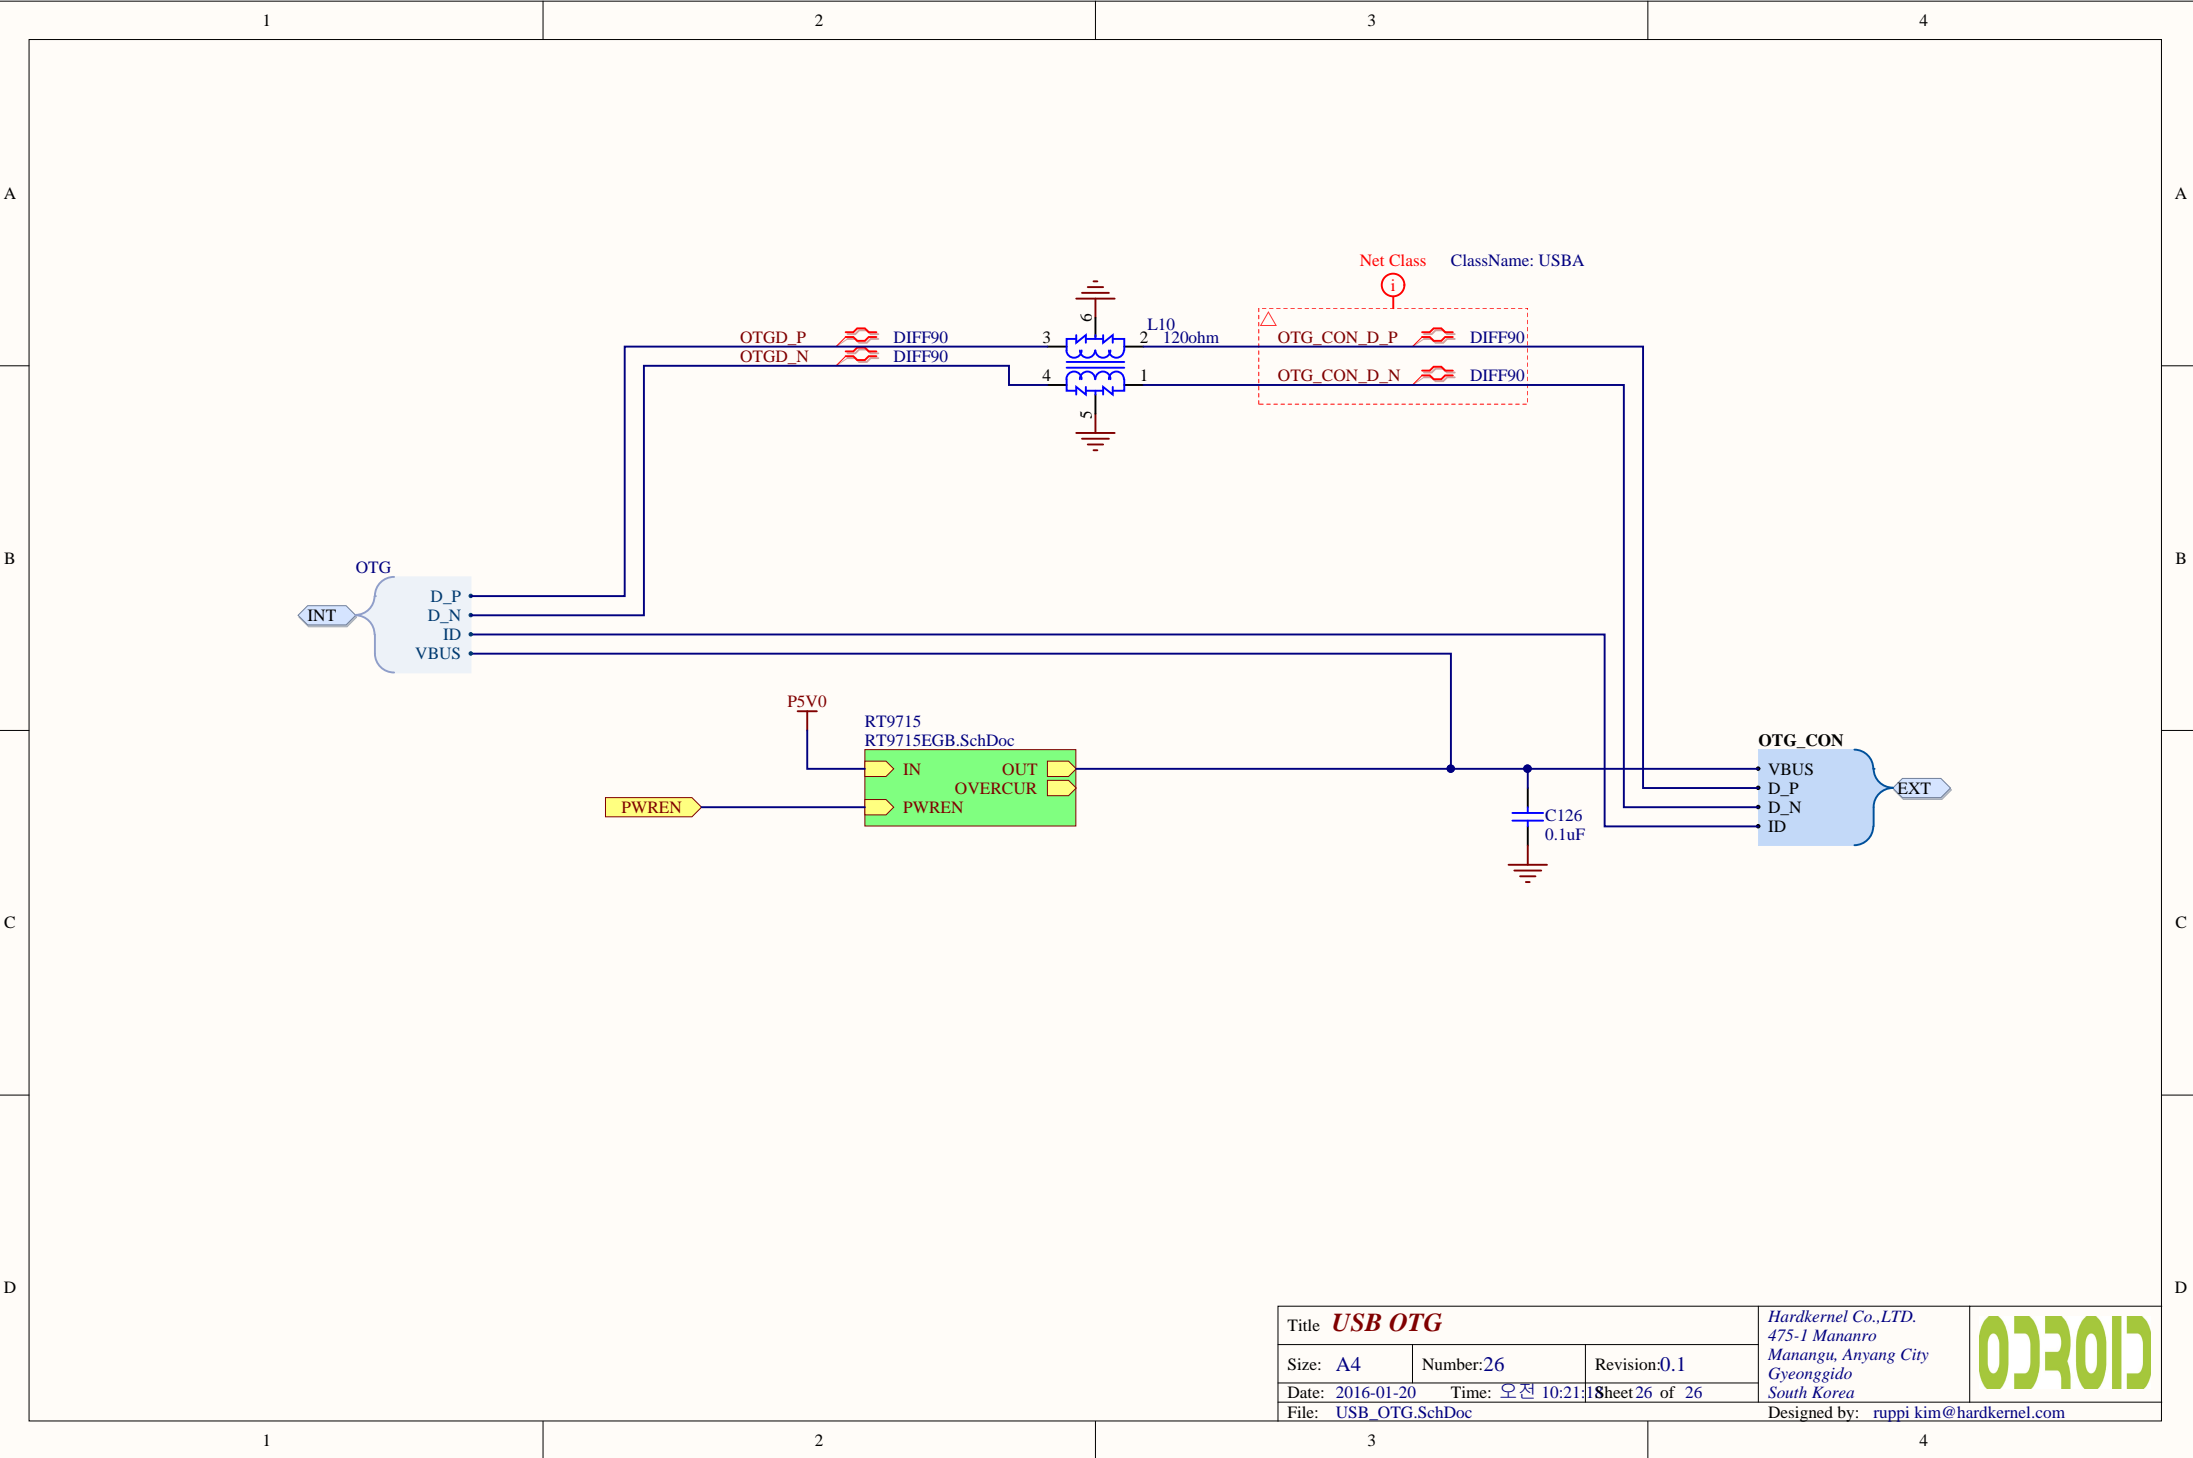 1 2 3 4
A A
Net Class ClassName: USBA
i
6
L10
OTGD_P DIFF90 3 2 120ohm OTG_CON_D_P DIFF90
OTGD_N DIFF90
4 1 OTG_CON_D_N DIFF90
5
B B
OTG
D_P
INT D_N
ID
VBUS
P5V0
RT9715
RT9715EGB.SchDoc OTG_CON
IN OUT VBUS
OVERCUR D_P EXT
PWREN PWREN D_N
C126
ID
0.1uF
C C
D D
Title USB OTG
Hardkernel Co.,LTD.
475-1 Mananro
Manangu, Anyang City
Gyeonggido
South Korea
ODROID
Size: A4 Number:26 Revision:0.1
Date: 2016-01-20 Time: 오전 10:21:18 Sheet 26 of 26
File: USB_OTG.SchDoc Designed by: ruppi kim@hardkernel.com
1 2 3 4